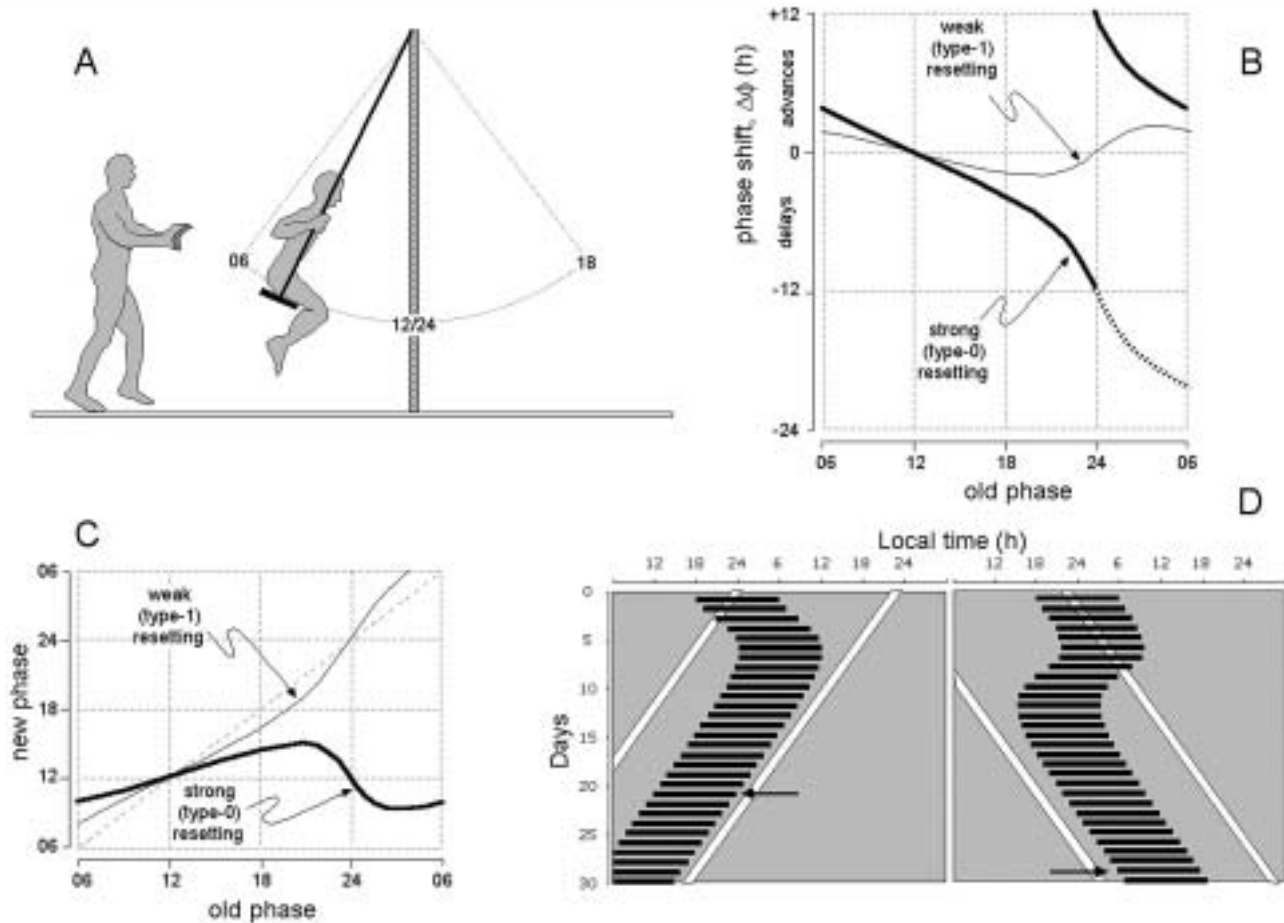 A
06
18
12/24
B
+12
0
-12
-24
phase shift, Δϕ (h)
advances
delays
weak
(type-1)
resetting
strong
(type-0)
resetting
06 12 18 24 06
old phase
C
06
24
18
12
06
new phase
weak
(type-1)
resetting
strong
(type-0)
resetting
06 12 18 24 06
old phase
D
Local time (h)
12 18 24 6 12 18 24 12 18 24 6 12 18 24
0
5
10
15
20
25
30
Days